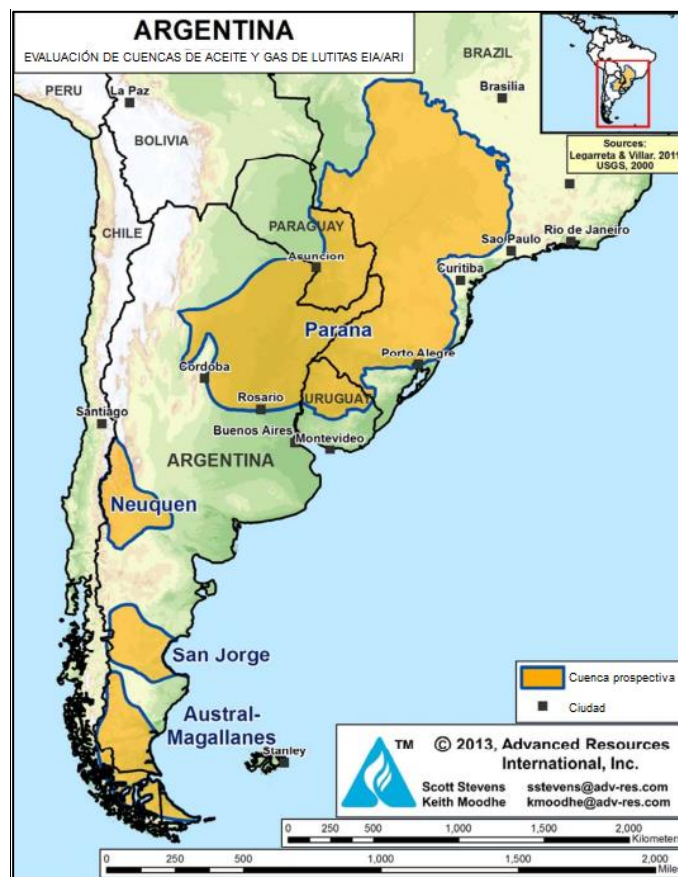 ARGENTINA
EVALUACIÓN DE CUENCAS DE ACEITE Y GAS DE LUTITAS EIA/ARI
BRAZIL
PERU
La Paz
Brasilia
BOLIVIA
Sources:
Legarreta & Villar, 2011
USGS, 2000
PARAGUAY
CHILE
Asuncion
Sao Paulo
Rio de Janeiro
Curitiba
Parana
Cordoba
Porto Alegre
Rosario
URUGUAY
Santiago
Buenos Aires
Montevideo
ARGENTINA
Neuquen
San Jorge
Cuenca prospectiva
Ciudad
Austral-
Magallanes
Stanley
TM
© 2013, Advanced Resources
International, Inc.
Scott Stevens sstevens@adv-res.com
Keith Moodhe kmoodhe@adv-res.com
0 250 500 1,000 1,500 2,000
Kilometers
0 250 500 1,000 1,500 2,000
Miles